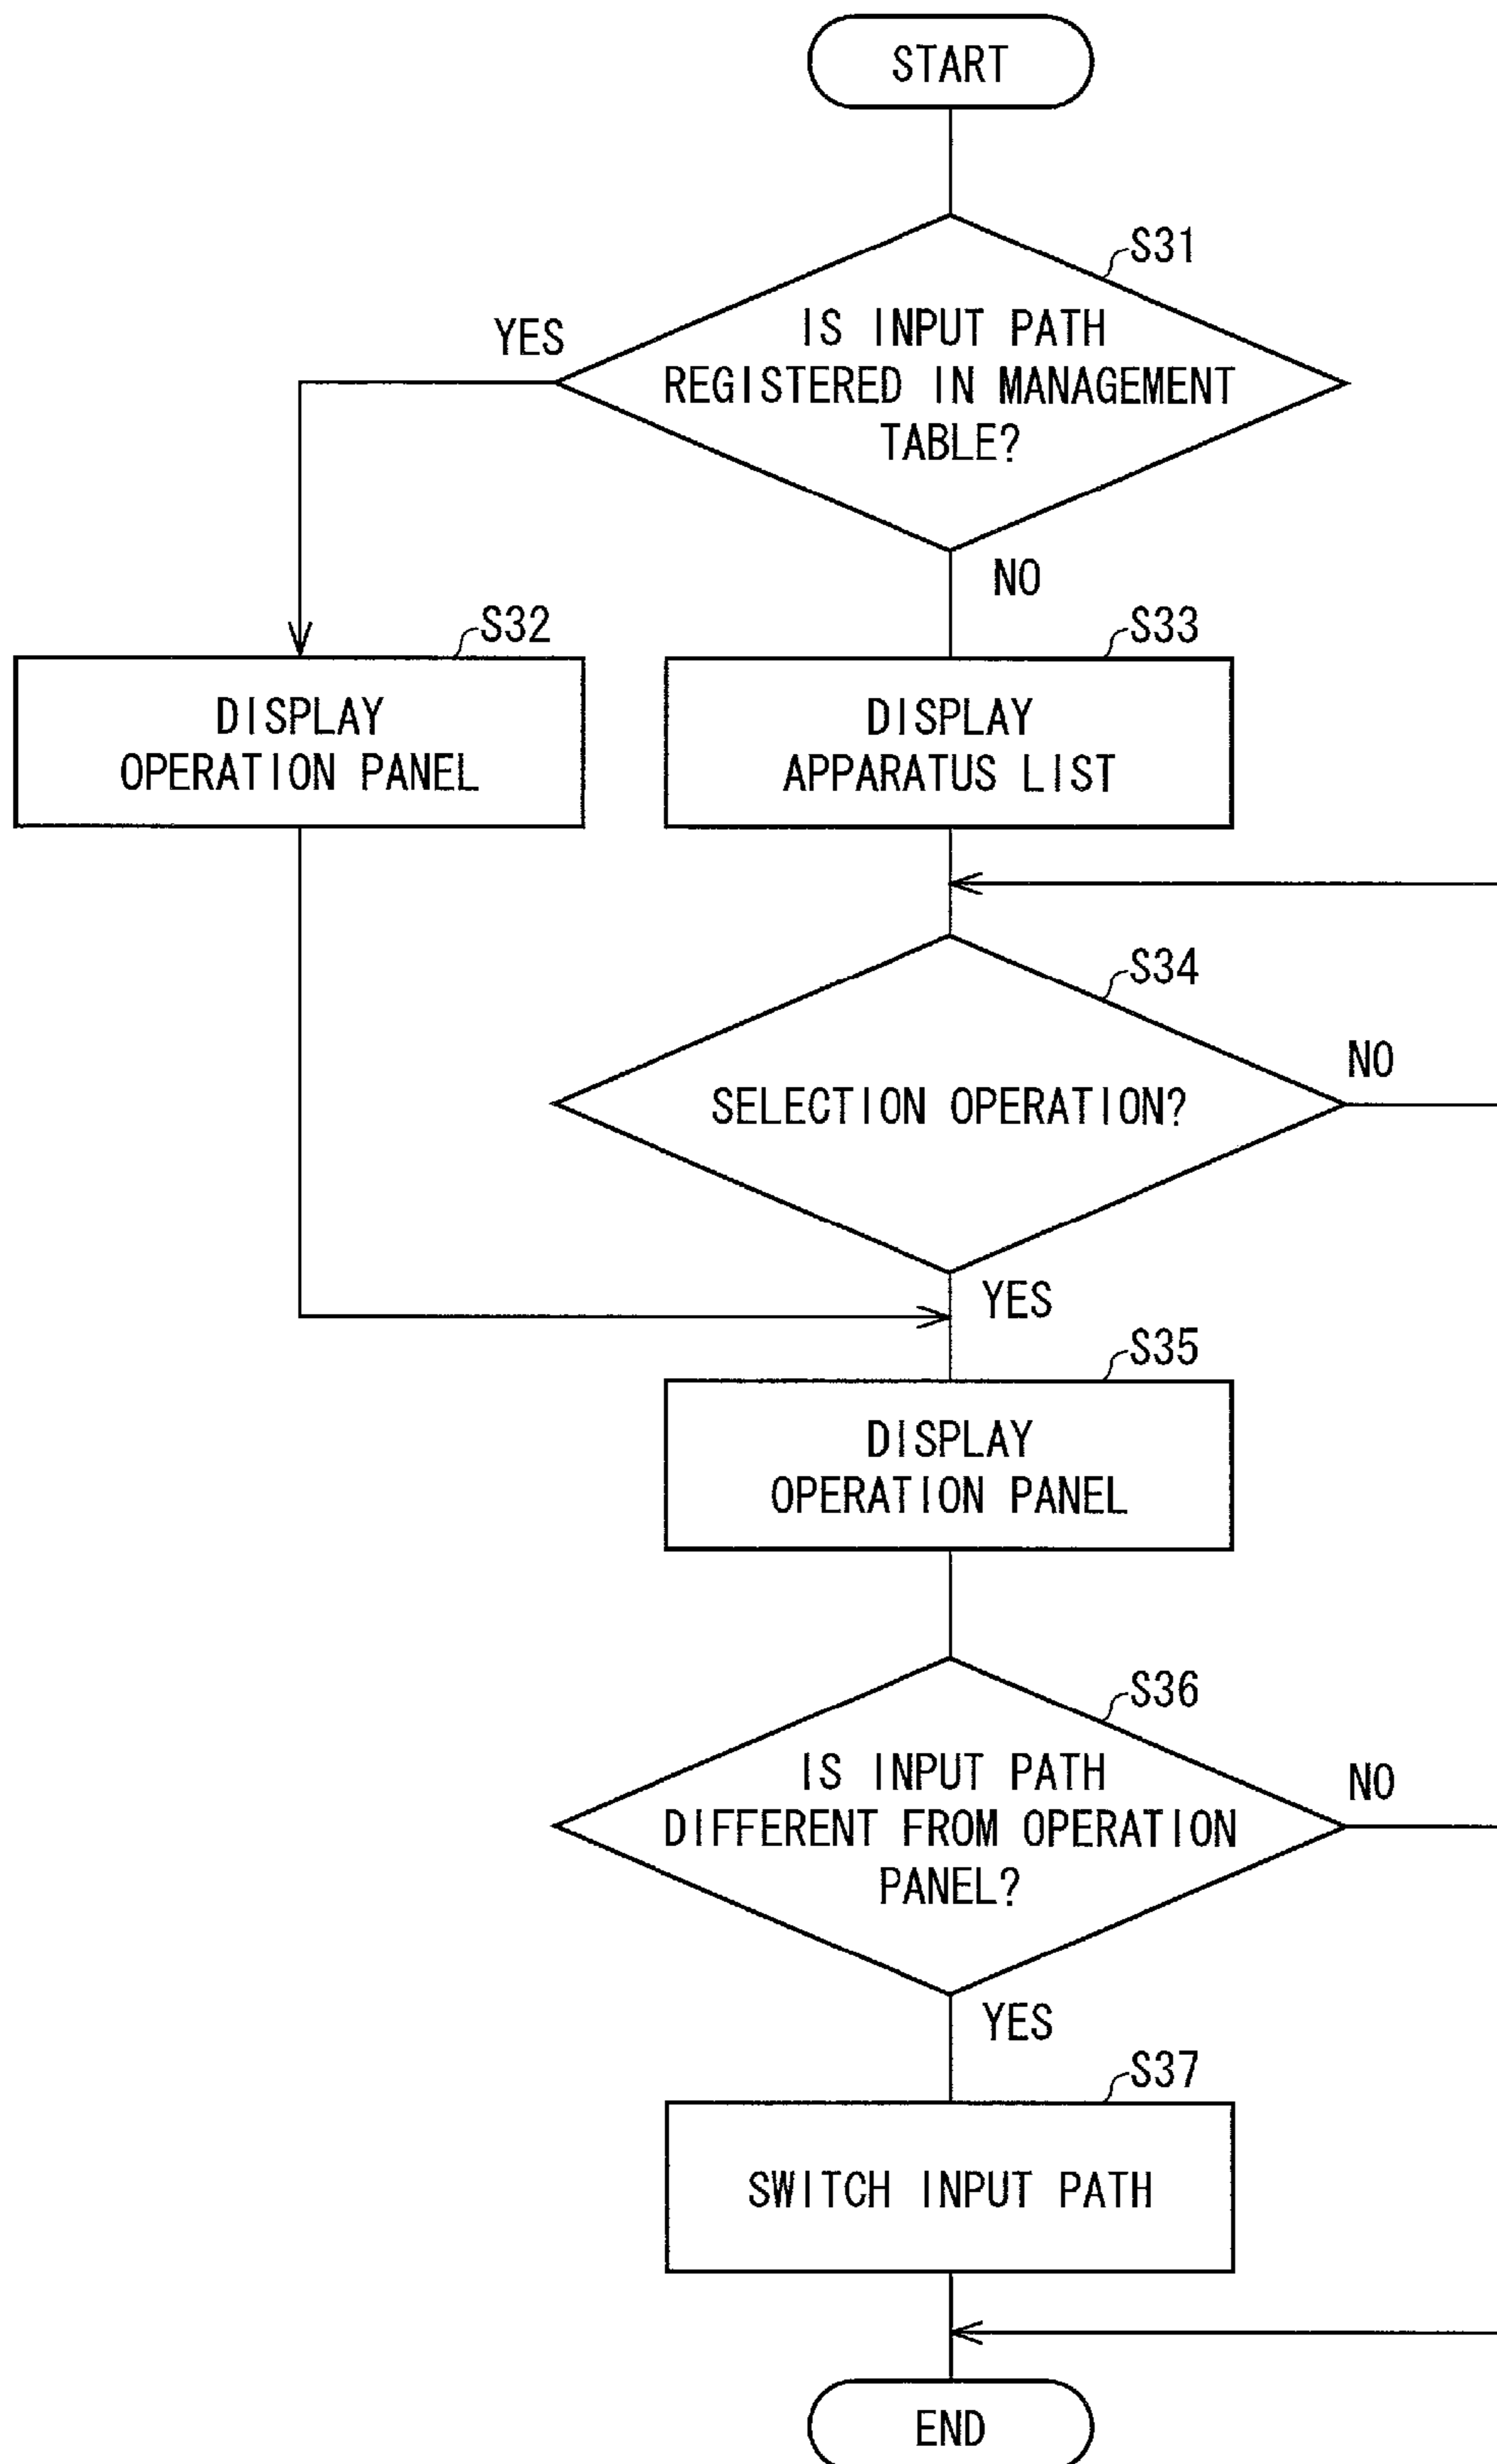 START
S31
IS INPUT PATH
REGISTERED IN MANAGEMENT
TABLE?
YES
NO
S32
DISPLAY
OPERATION PANEL
S33
DISPLAY
APPARATUS LIST
S34
SELECTION OPERATION?
NO
YES
S35
DISPLAY
OPERATION PANEL
S36
IS INPUT PATH
DIFFERENT FROM OPERATION
PANEL?
NO
YES
S37
SWITCH INPUT PATH
END